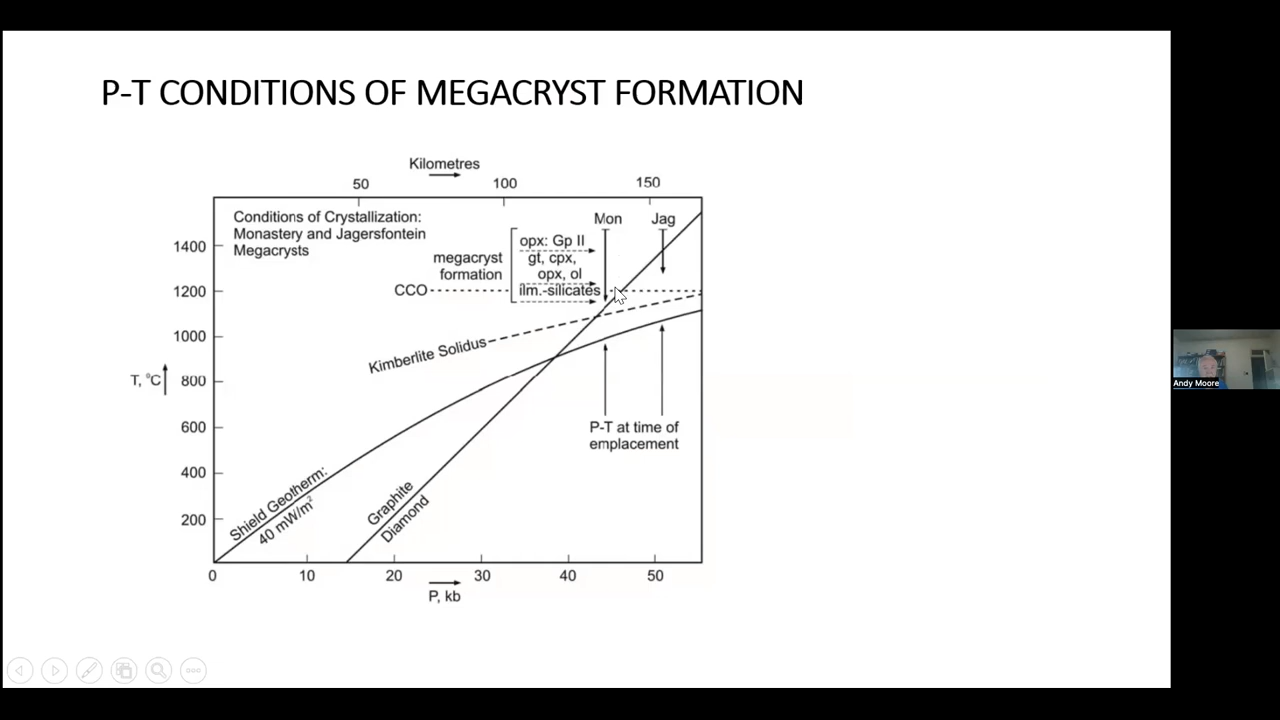 P-T CONDITIONS OF MEGACRYST FORMATION
Kilometres
50 100 150
Conditions of Crystallization:
Monastery and Jagersfontein
Megacrysts
Mon Jag
opx: Gp II
gt, cpx,
opx, ol
ilm.-silicates
megacryst
formation
CCO
Kimberlite Solidus
T, °C
1400
1200
1000
800
600
400
200
P-T at time of
emplacement
Shield Geotherm:
40 mW/m²
Graphite
Diamond
0 10 20 30 40 50
P, kb
Andy Moore